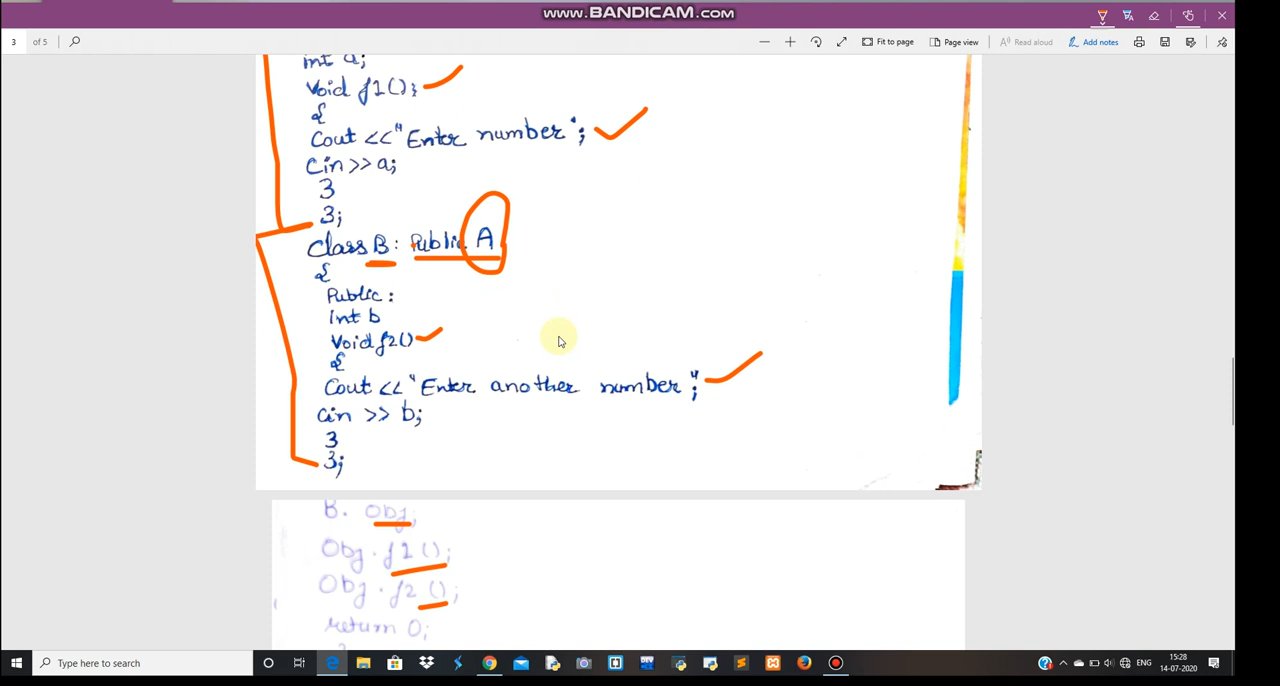 www.BANDICAM.com
3 of 5
Fit to page
Page view
Read aloud
Add notes
int a;
Void f1();
{
Cout <<"Enter number";
Cin >> a;
}
};
Class B: Public A
{
Public:
int b
Void f2()
{
Cout << "Enter another number";
cin >> b;
}
};
B. Obj;
Obj. f1();
Obj. f2();
return 0;
Type here to search
15:28
ENG
14-07-2020